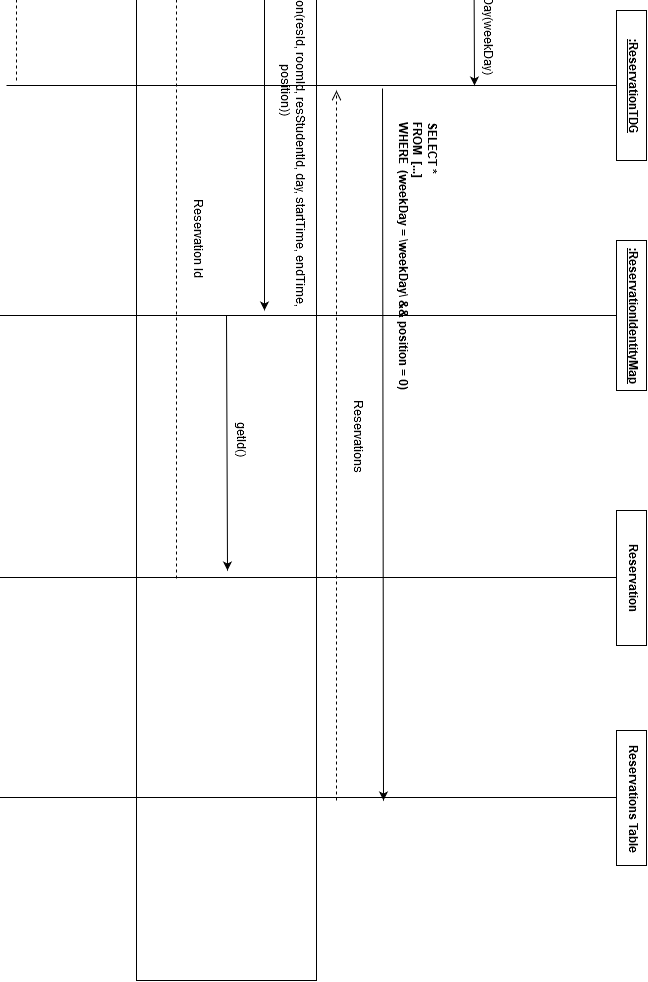 :ReservationTDG
:ReservationIdentityMap
Reservation
Reservations Table
Day(weekDay)
SELECT *
FROM [...]
WHERE (weekDay = \weekDay\ && position = 0)
Reservations
on(resId, roomId, resStudentId, day, startTime, endTime,
position))
getId()
Reservation Id